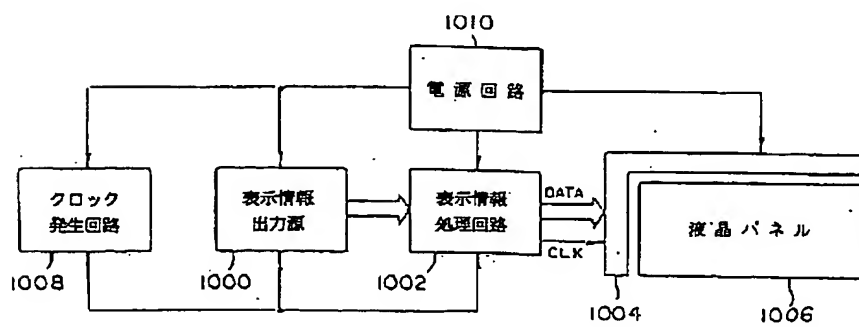 1010
電源回路
クロック
発生回路
表示情報
出力源
表示情報
処理回路
DATA
CLK
液晶パネル
1008
1000
1002
1004
1006